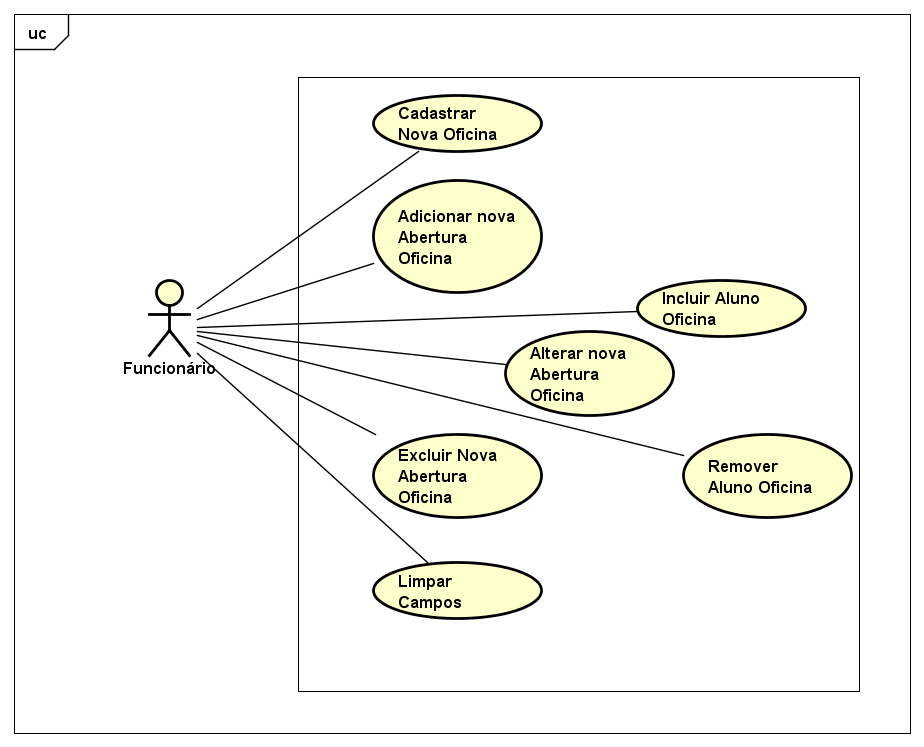 uc
Cadastrar
Nova Oficina
Adicionar nova
Abertura
Oficina
Incluir Aluno
Oficina
Alterar nova
Abertura
Oficina
Funcionário
Excluir Nova
Abertura
Oficina
Remover
Aluno Oficina
Limpar
Campos